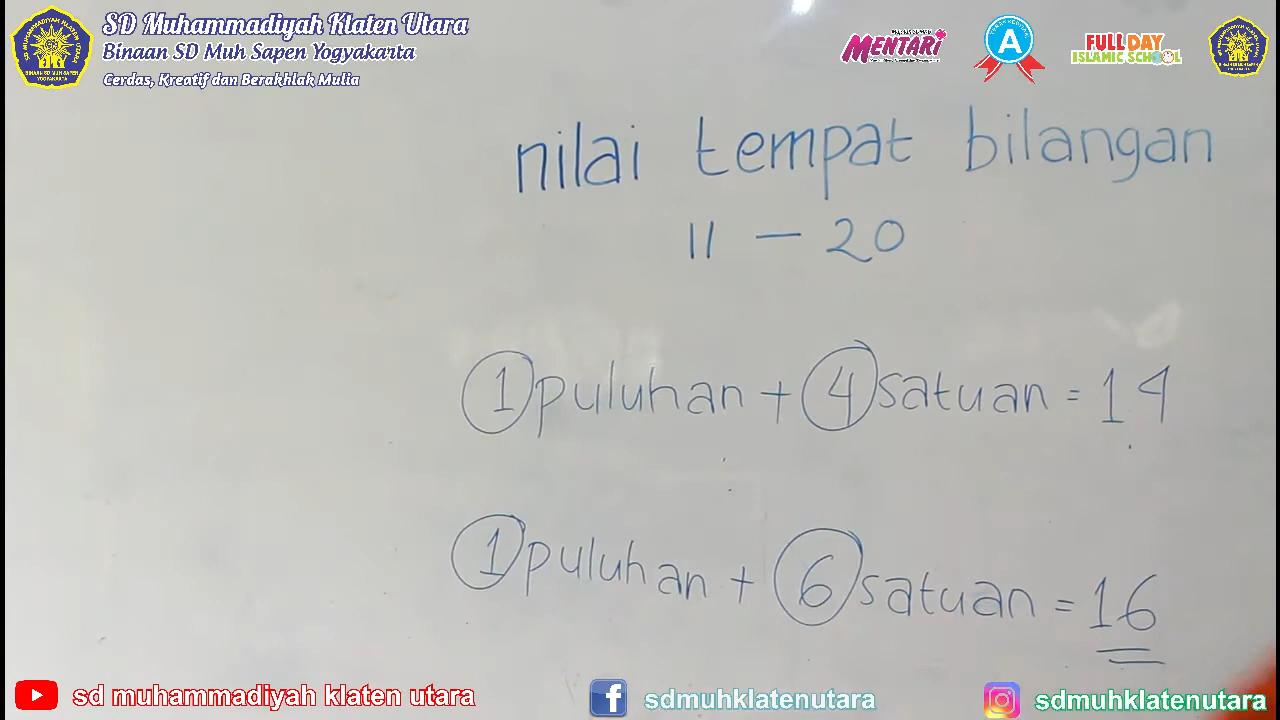 SD Muhammadiyah Klaten Utara
Binaan SD Muh Sapen Yogyakarta
Cerdas, Kreatif dan Berakhlak Mulia
MENTARI
A
FULL DAY
ISLAMIC SCHOOL
nilai tempat bilangan
11 - 20
1 puluhan + 4 satuan = 14
1 puluhan + 6 satuan = 16
sd muhammadiyah klaten utara
sdmuhklatenutara
sdmuhklatenutara